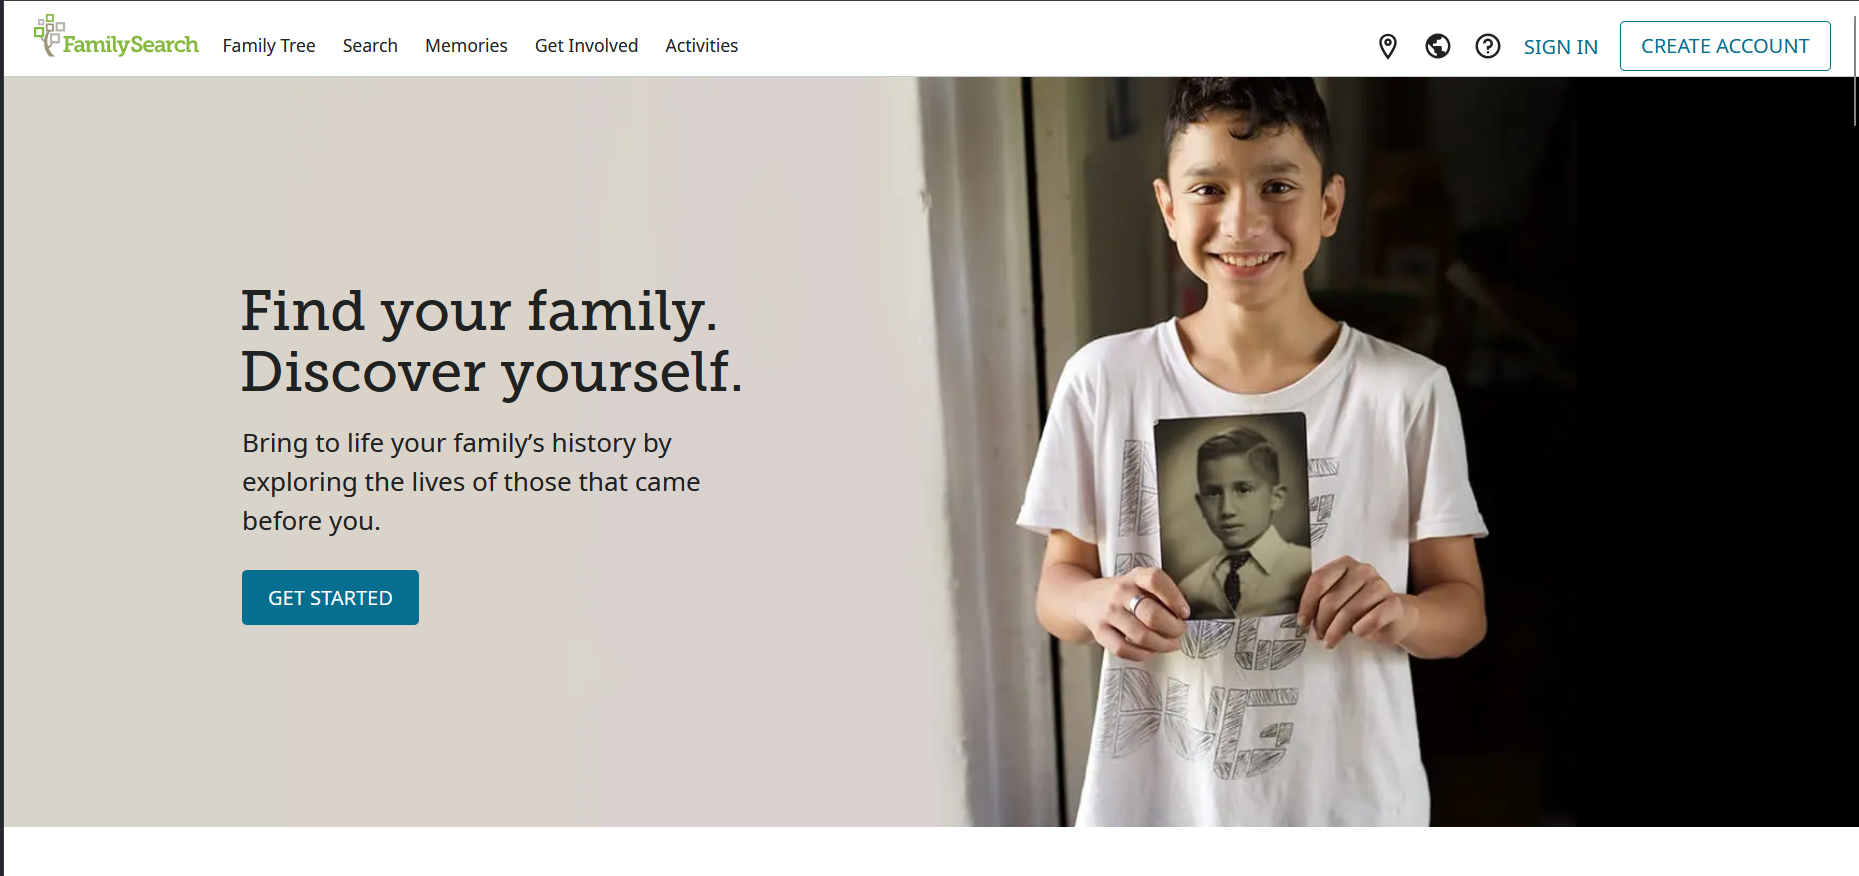 FamilySearch
Family Tree
Search
Memories
Get Involved
Activities
SIGN IN
CREATE ACCOUNT
Find your family.
Discover yourself.
Bring to life your family’s history by
exploring the lives of those that came
before you.
GET STARTED